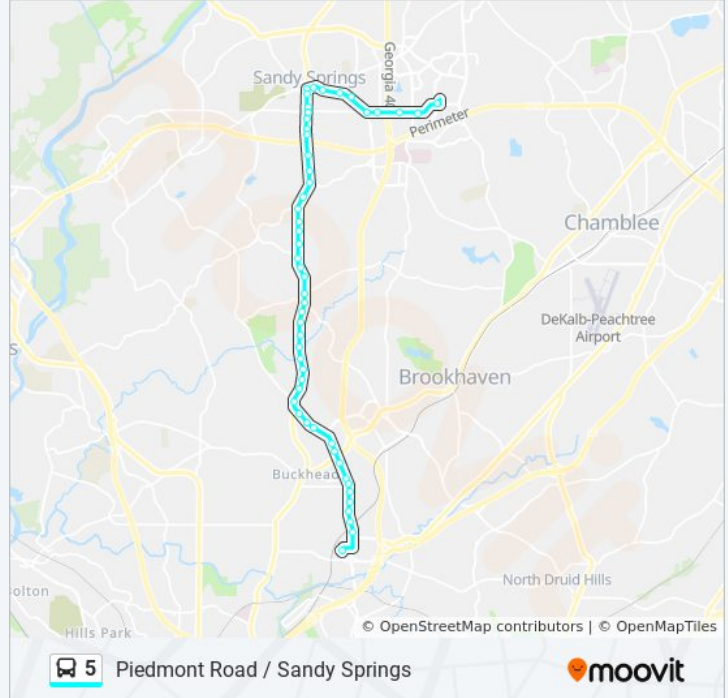 Sandy Springs
Georgia 40
Perimeter
Chamblee
DeKalb-Peachtree
Airport
s
Brookhaven
Buckhead
North Druid Hills
olton
Hills Park
© OpenStreetMap contributors | © OpenMapTiles
5 Piedmont Road / Sandy Springs
moovit